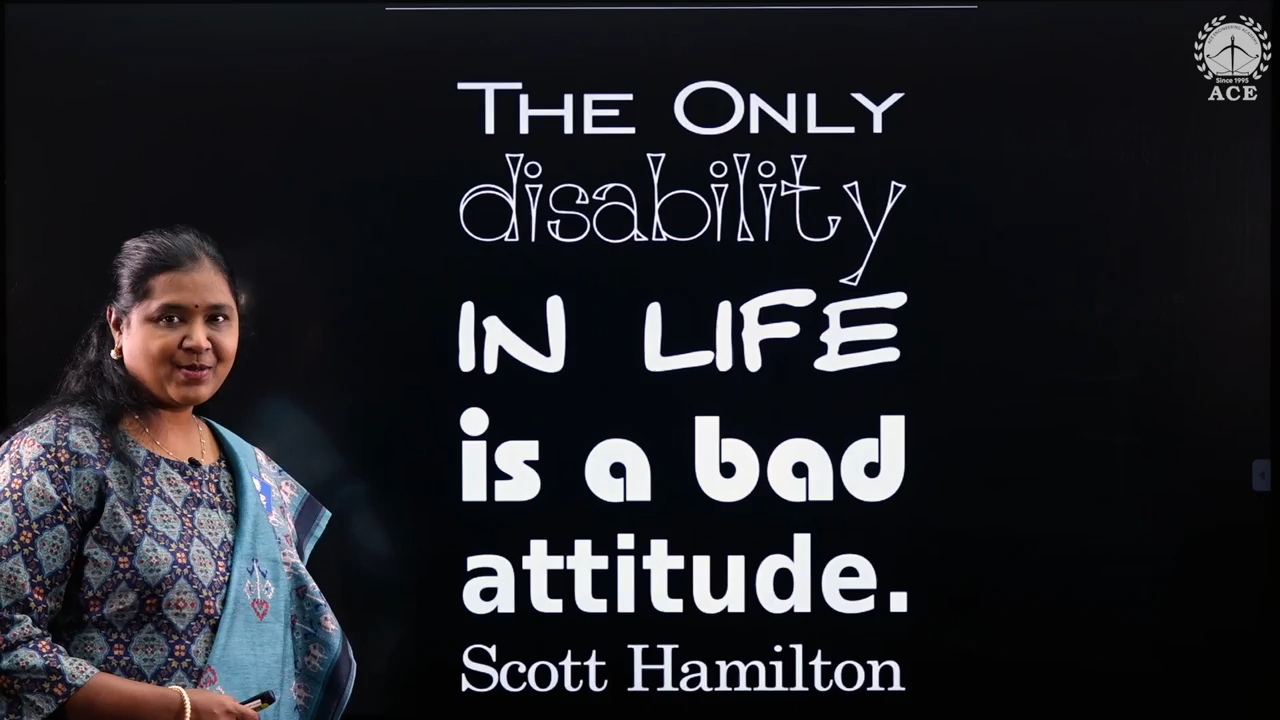 THE ONLY
disability
IN LIFE
is a bad
attitude.
Scott Hamilton
Since 1995
ACE